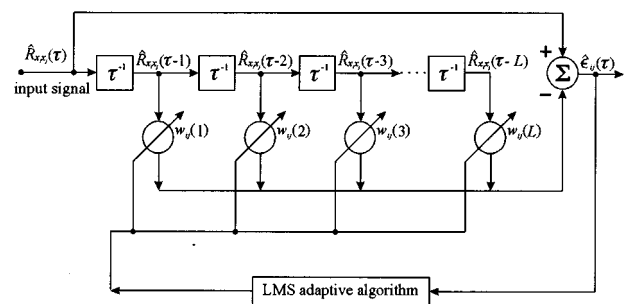 R̂xᵢxⱼ(τ)
input signal
τ⁻¹ R̂xᵢxⱼ(τ-1) τ⁻¹ R̂xᵢxⱼ(τ-2) τ⁻¹ R̂xᵢxⱼ(τ-3) ····· τ⁻¹ R̂xᵢxⱼ(τ-L)
+
Σ
−
ê_ij(τ)
w_ij(1) w_ij(2) w_ij(3) w_ij(L)
LMS adaptive algorithm